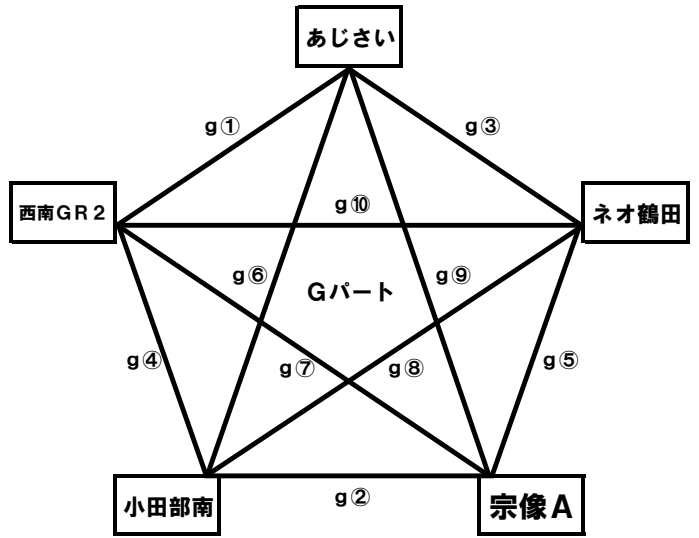 あじさい
g①
g③
西南GR2
g⑩
ネオ鶴田
g⑥
Gパート
g⑨
g④
g⑦
g⑧
g⑤
小田部南
g②
宗像A